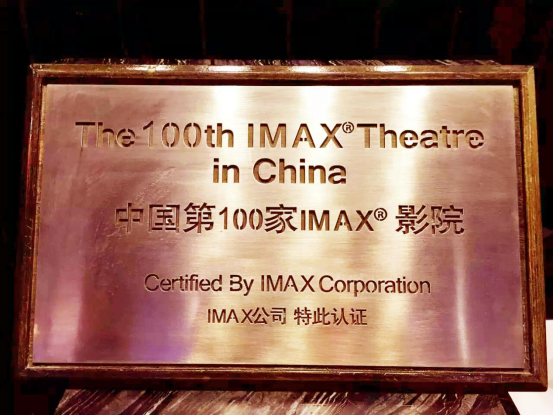 The 100th IMAX® Theatre
in China
中国第100家IMAX® 影院
Certified By IMAX Corporation
IMAX公司 特此认证